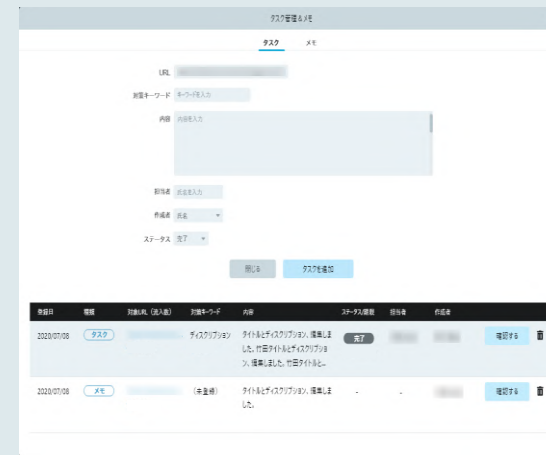 タスク管理&メモ
タスク メモ
URL
対策キーワード キーワードを入力
内容 内容を入力
担当者 氏名を入力
作成者 氏名
ステータス 完了
閉じる タスクを追加
登録日 種類 対象URL(流入数) 対策キーワード 内容 ステータス/期限 担当者 作成者
2020/07/08 タスク ディスクリプション タイトルとディスクリプション、編集しま 完了 確認する
した。竹田タイトルとディスクリプショ
ン、編集しました。竹田タイトルと...
2020/07/08 メモ (未登録) タイトルとディスクリプション、編集しま - - 確認する
した。